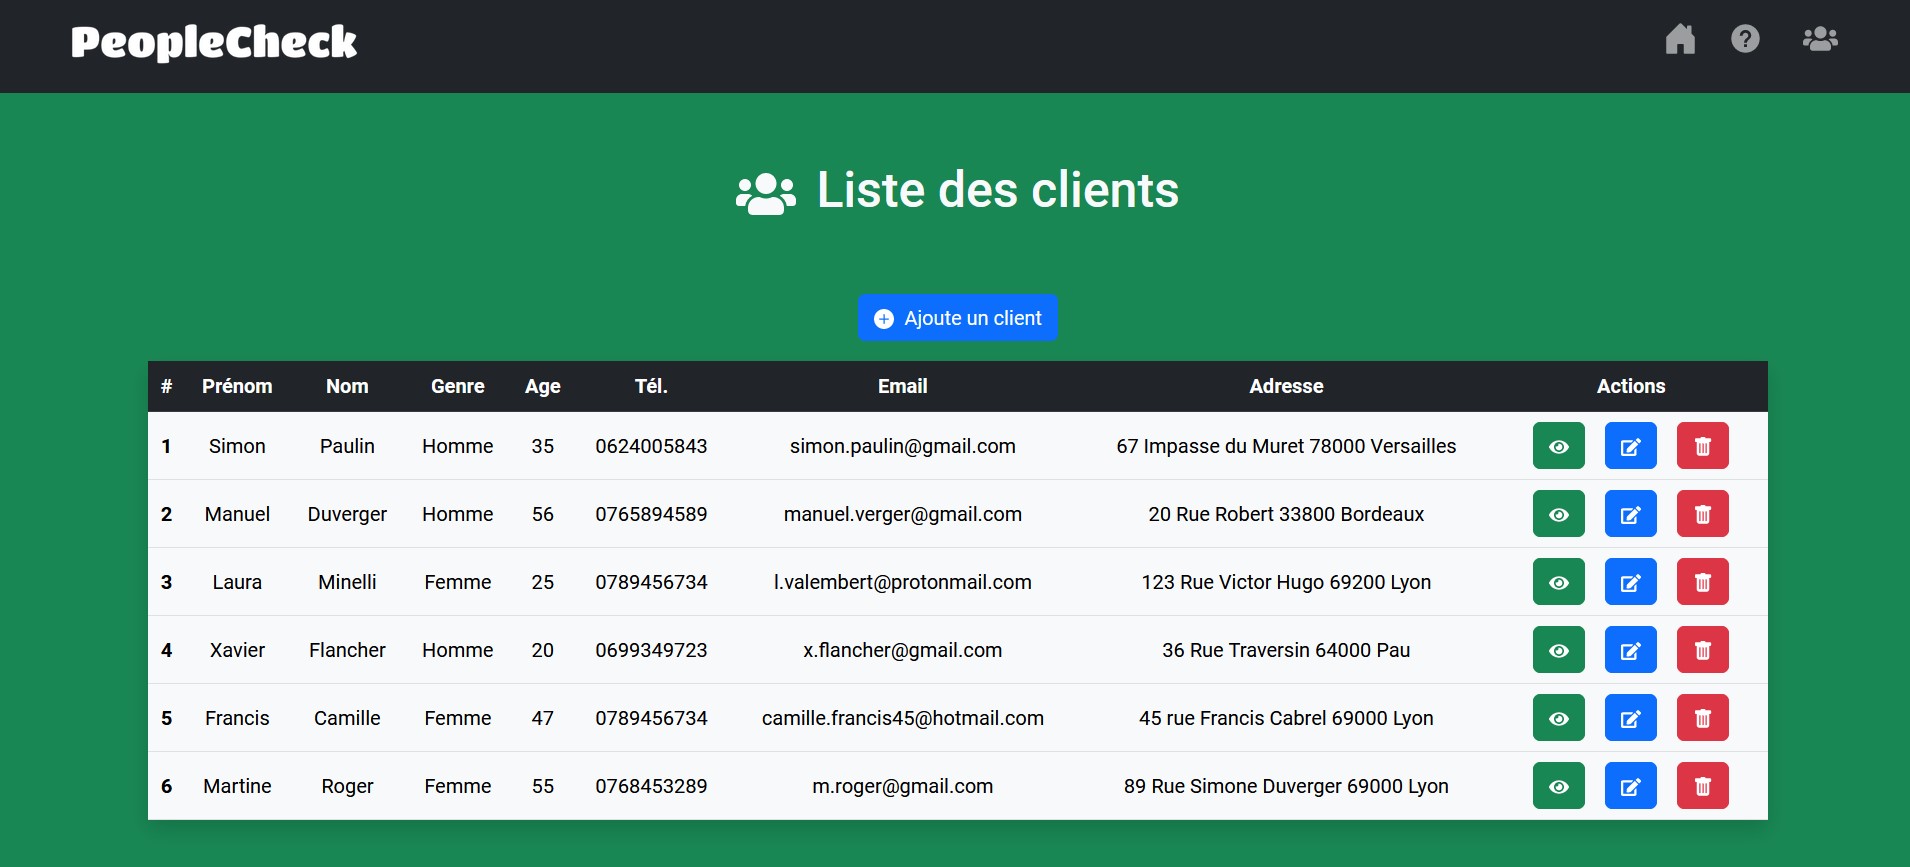 PeopleCheck
Liste des clients
Ajoute un client
# Prénom Nom Genre Age Tél. Email Adresse Actions
1 Simon Paulin Homme 35 0624005843 simon.paulin@gmail.com 67 Impasse du Muret 78000 Versailles
2 Manuel Duverger Homme 56 0765894589 manuel.verger@gmail.com 20 Rue Robert 33800 Bordeaux
3 Laura Minelli Femme 25 0789456734 l.valembert@protonmail.com 123 Rue Victor Hugo 69200 Lyon
4 Xavier Flancher Homme 20 0699349723 x.flancher@gmail.com 36 Rue Traversin 64000 Pau
5 Francis Camille Femme 47 0789456734 camille.francis45@hotmail.com 45 rue Francis Cabrel 69000 Lyon
6 Martine Roger Femme 55 0768453289 m.roger@gmail.com 89 Rue Simone Duverger 69000 Lyon